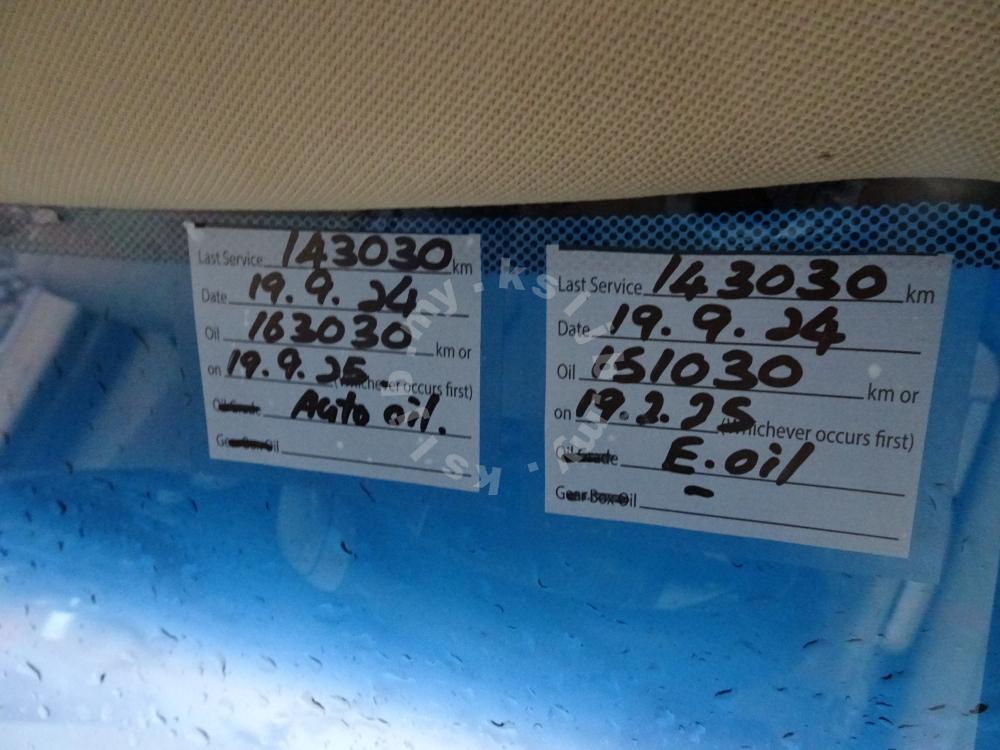 Last Service 143030 km
Date 19.9.24
Oil 163030 km or
on 19.9.25 (Whichever occurs first)
Oil Grade Auto oil.
Gear Box Oil
Last Service 143030 km
Date 19.9.24
Oil 151030 km or
on 19.2.25 (Whichever occurs first)
Oil Grade E.oil
Gear Box Oil